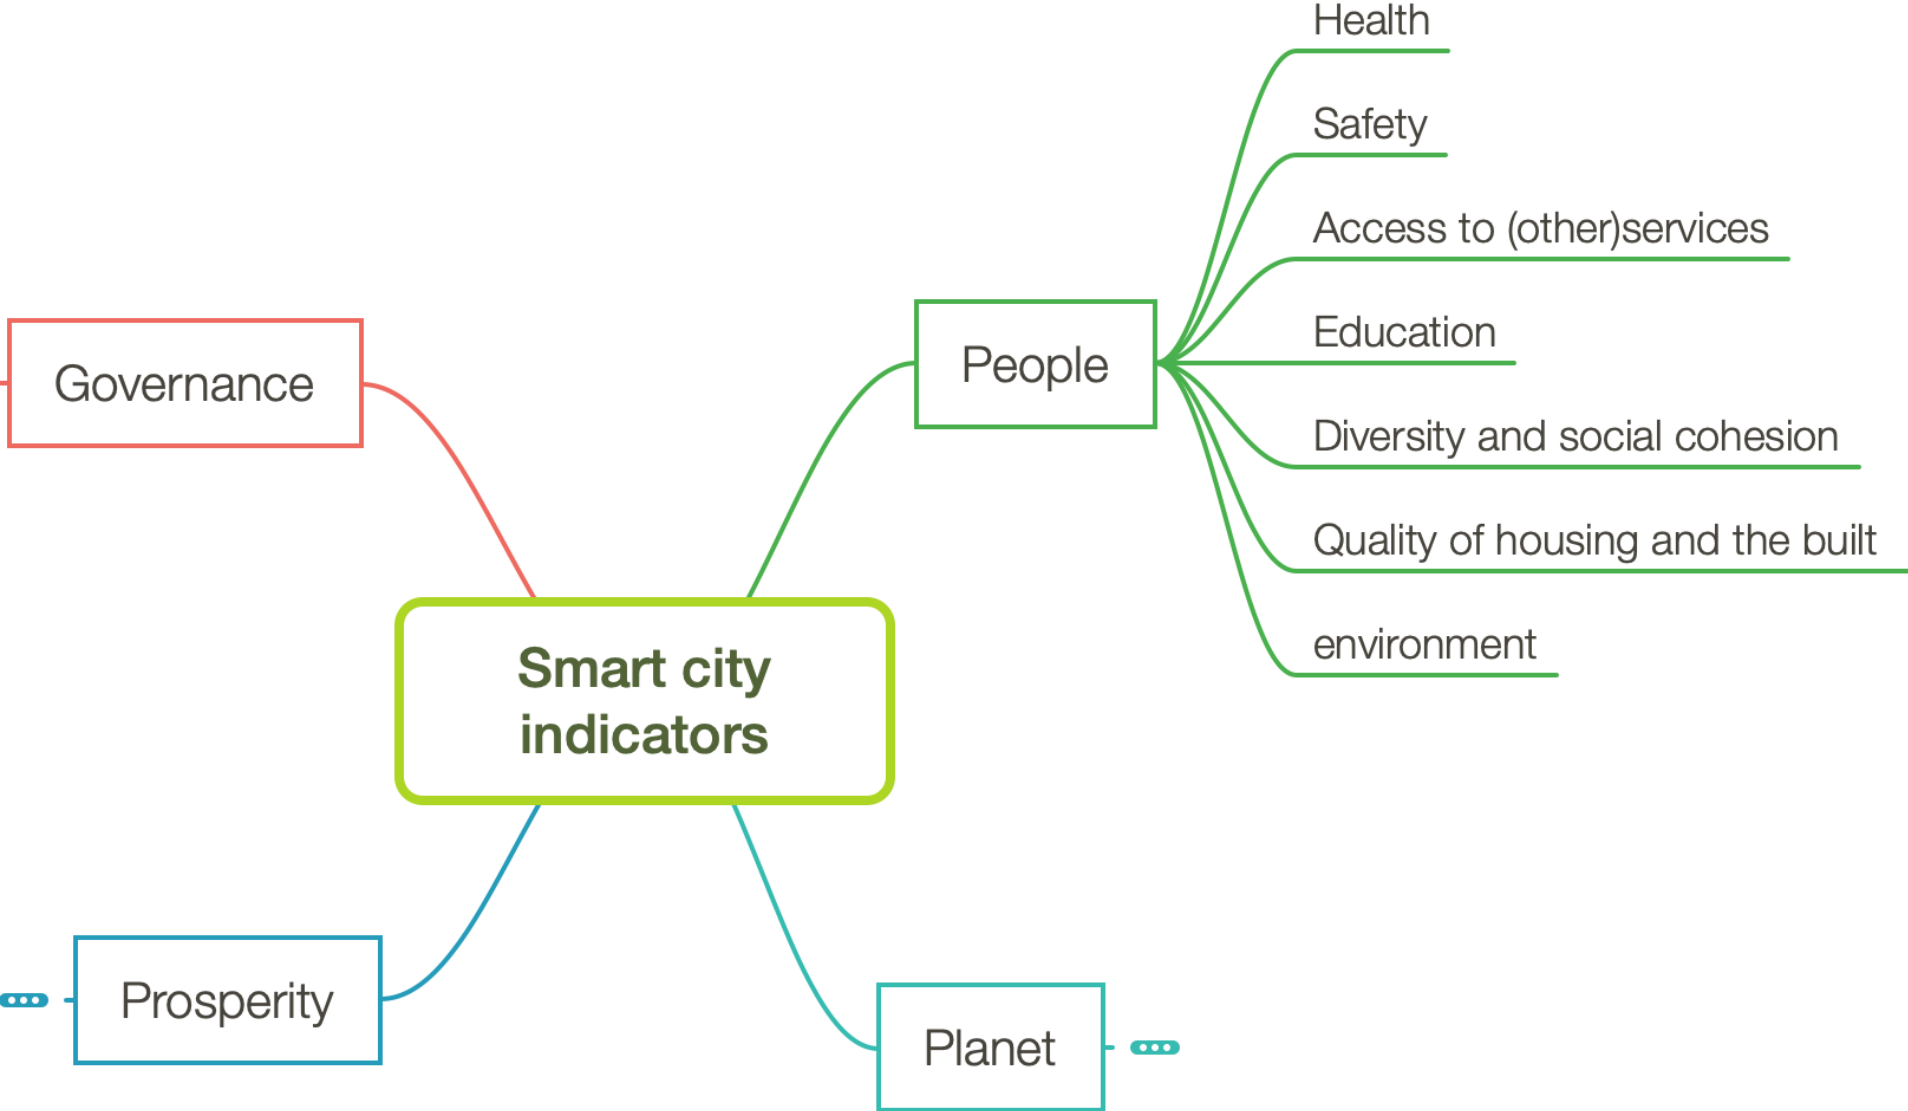 Health
Safety
Access to (other)services
Education
Diversity and social cohesion
Quality of housing and the built
environment
People
Governance
Smart city
indicators
Prosperity
Planet